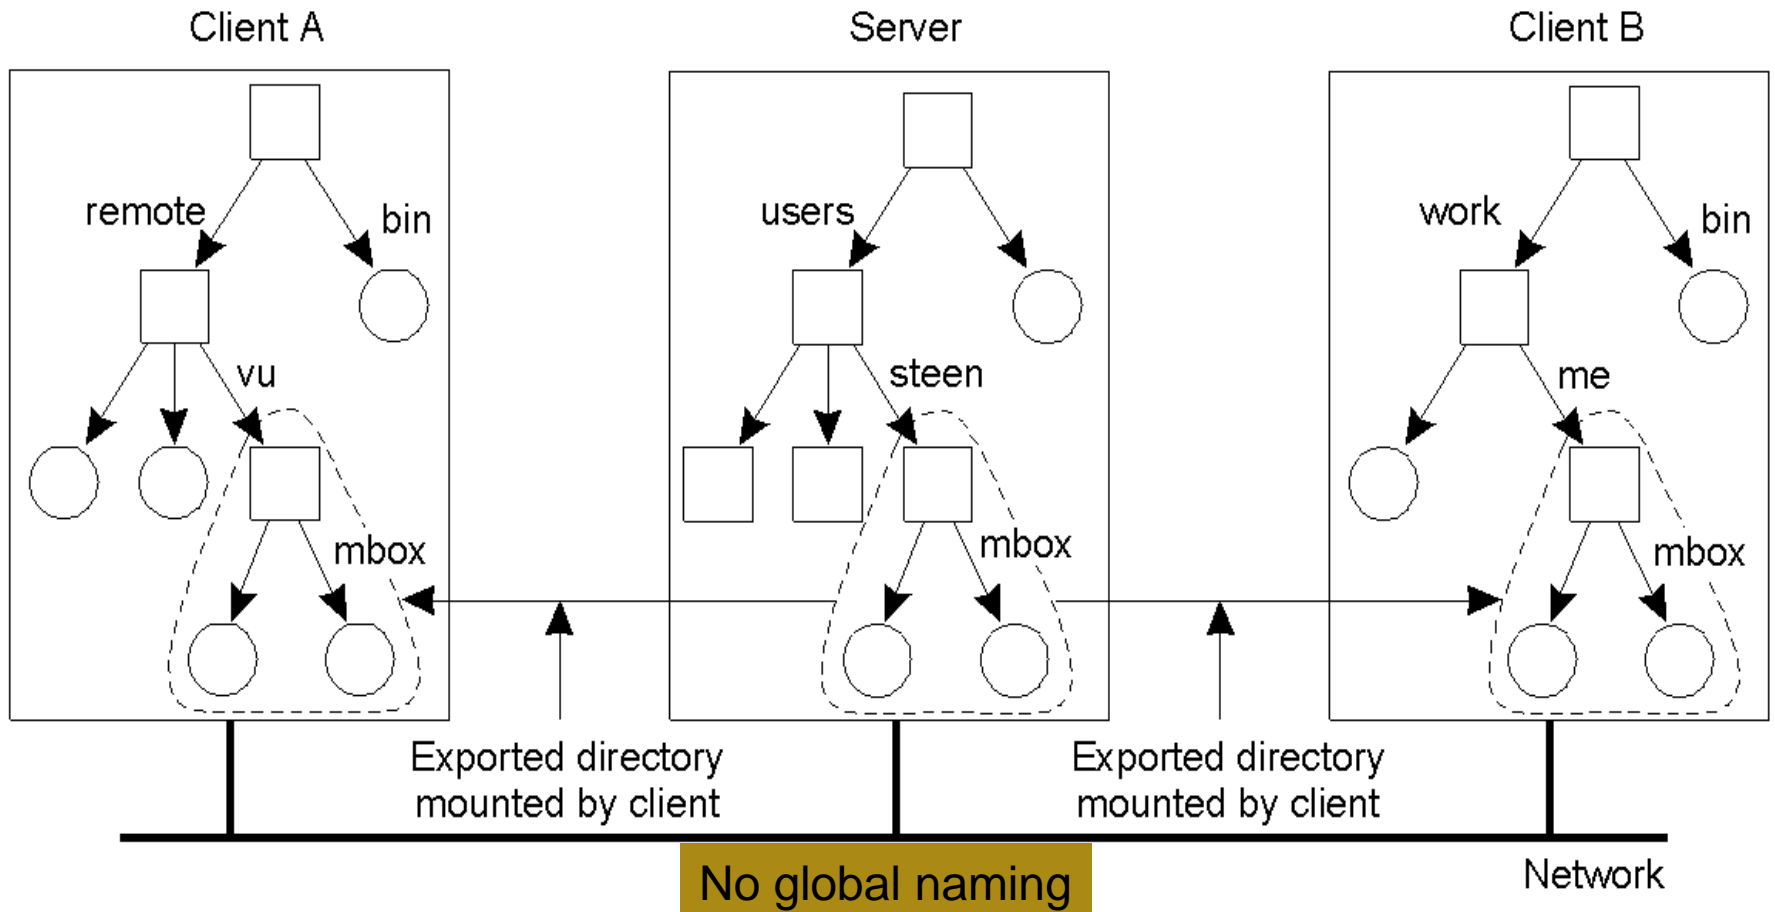 Client A
Server
Client B
remote
bin
users
work
bin
vu
steen
me
mbox
mbox
mbox
Exported directory
mounted by client
Exported directory
mounted by client
Network
No global naming